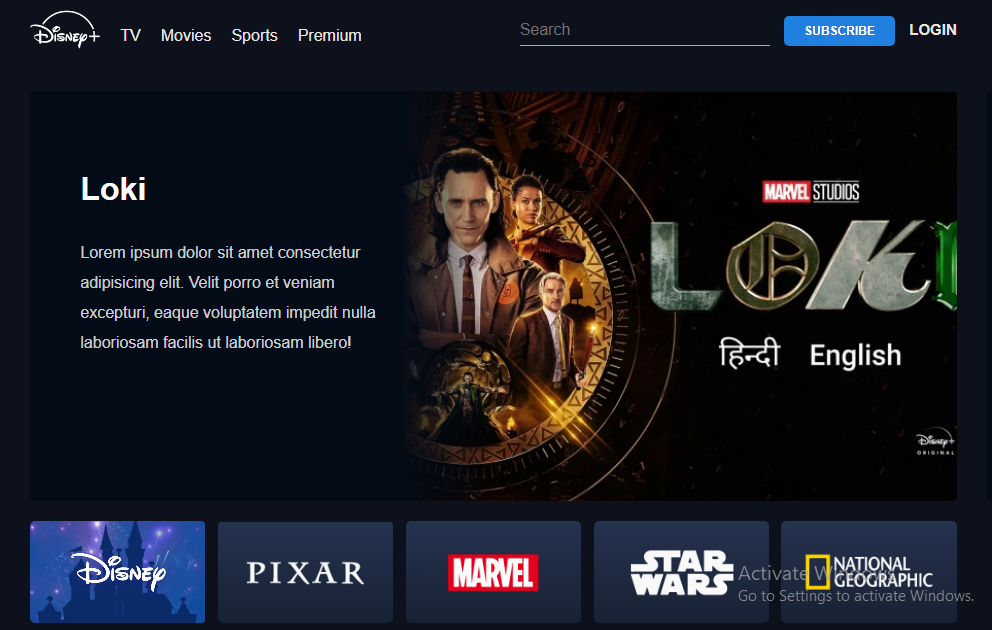 Disney+
TV Movies Sports Premium
Search
SUBSCRIBE
LOGIN
Loki
Lorem ipsum dolor sit amet consectetur
adipisicing elit. Velit porro et veniam
excepturi, eaque voluptatem impedit nulla
laboriosam facilis ut laboriosam libero!
MARVEL STUDIOS
LOKI
हिन्दी English
Disney+
ORIGINAL
Disney
PIXAR
MARVEL
STAR
WARS
NATIONAL
GEOGRAPHIC
Activate Windows
Go to Settings to activate Windows.